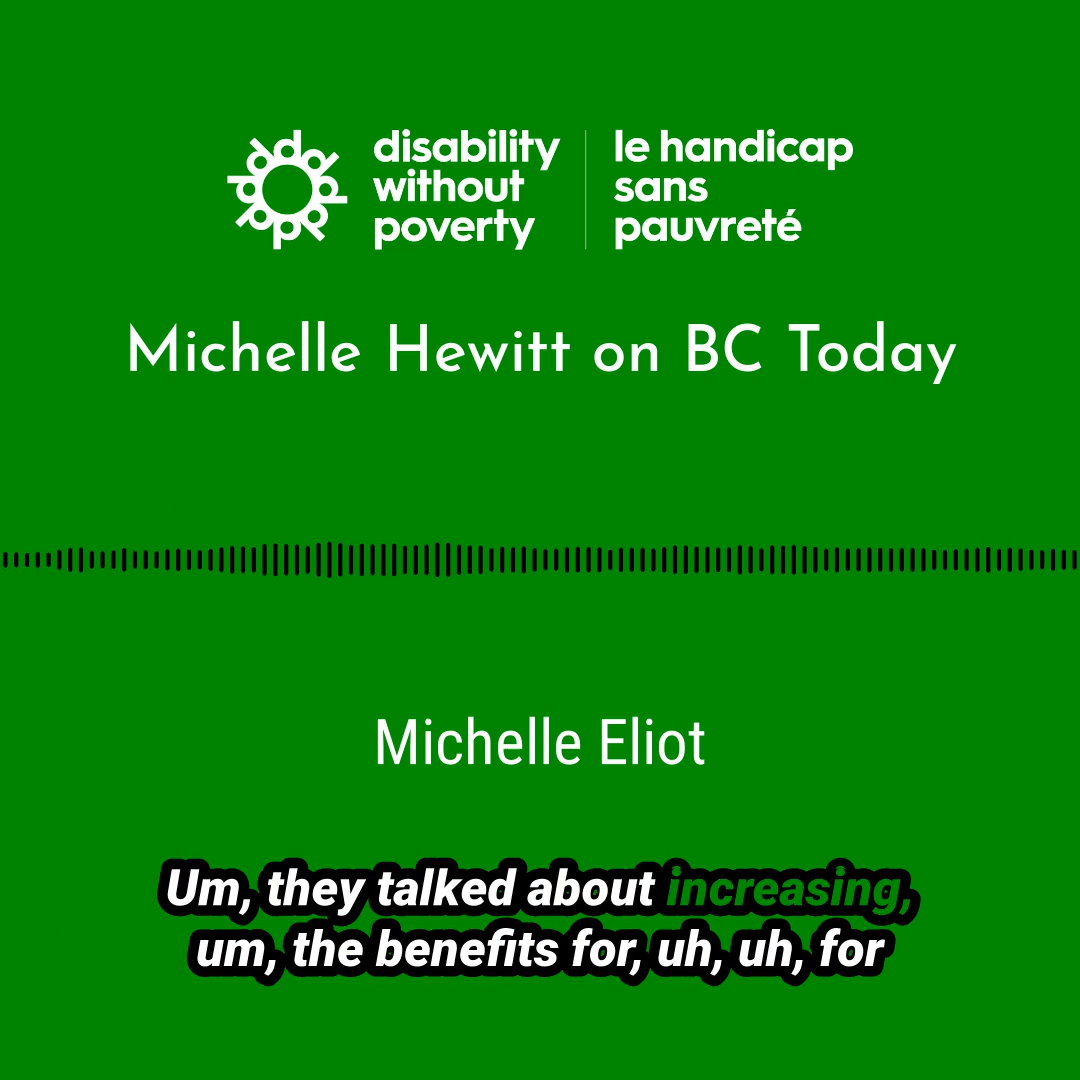 disability
without
poverty
le handicap
sans
pauvreté
Michelle Hewitt on BC Today
Michelle Eliot
Um, they talked about increasing,
um, the benefits for, uh, uh, for